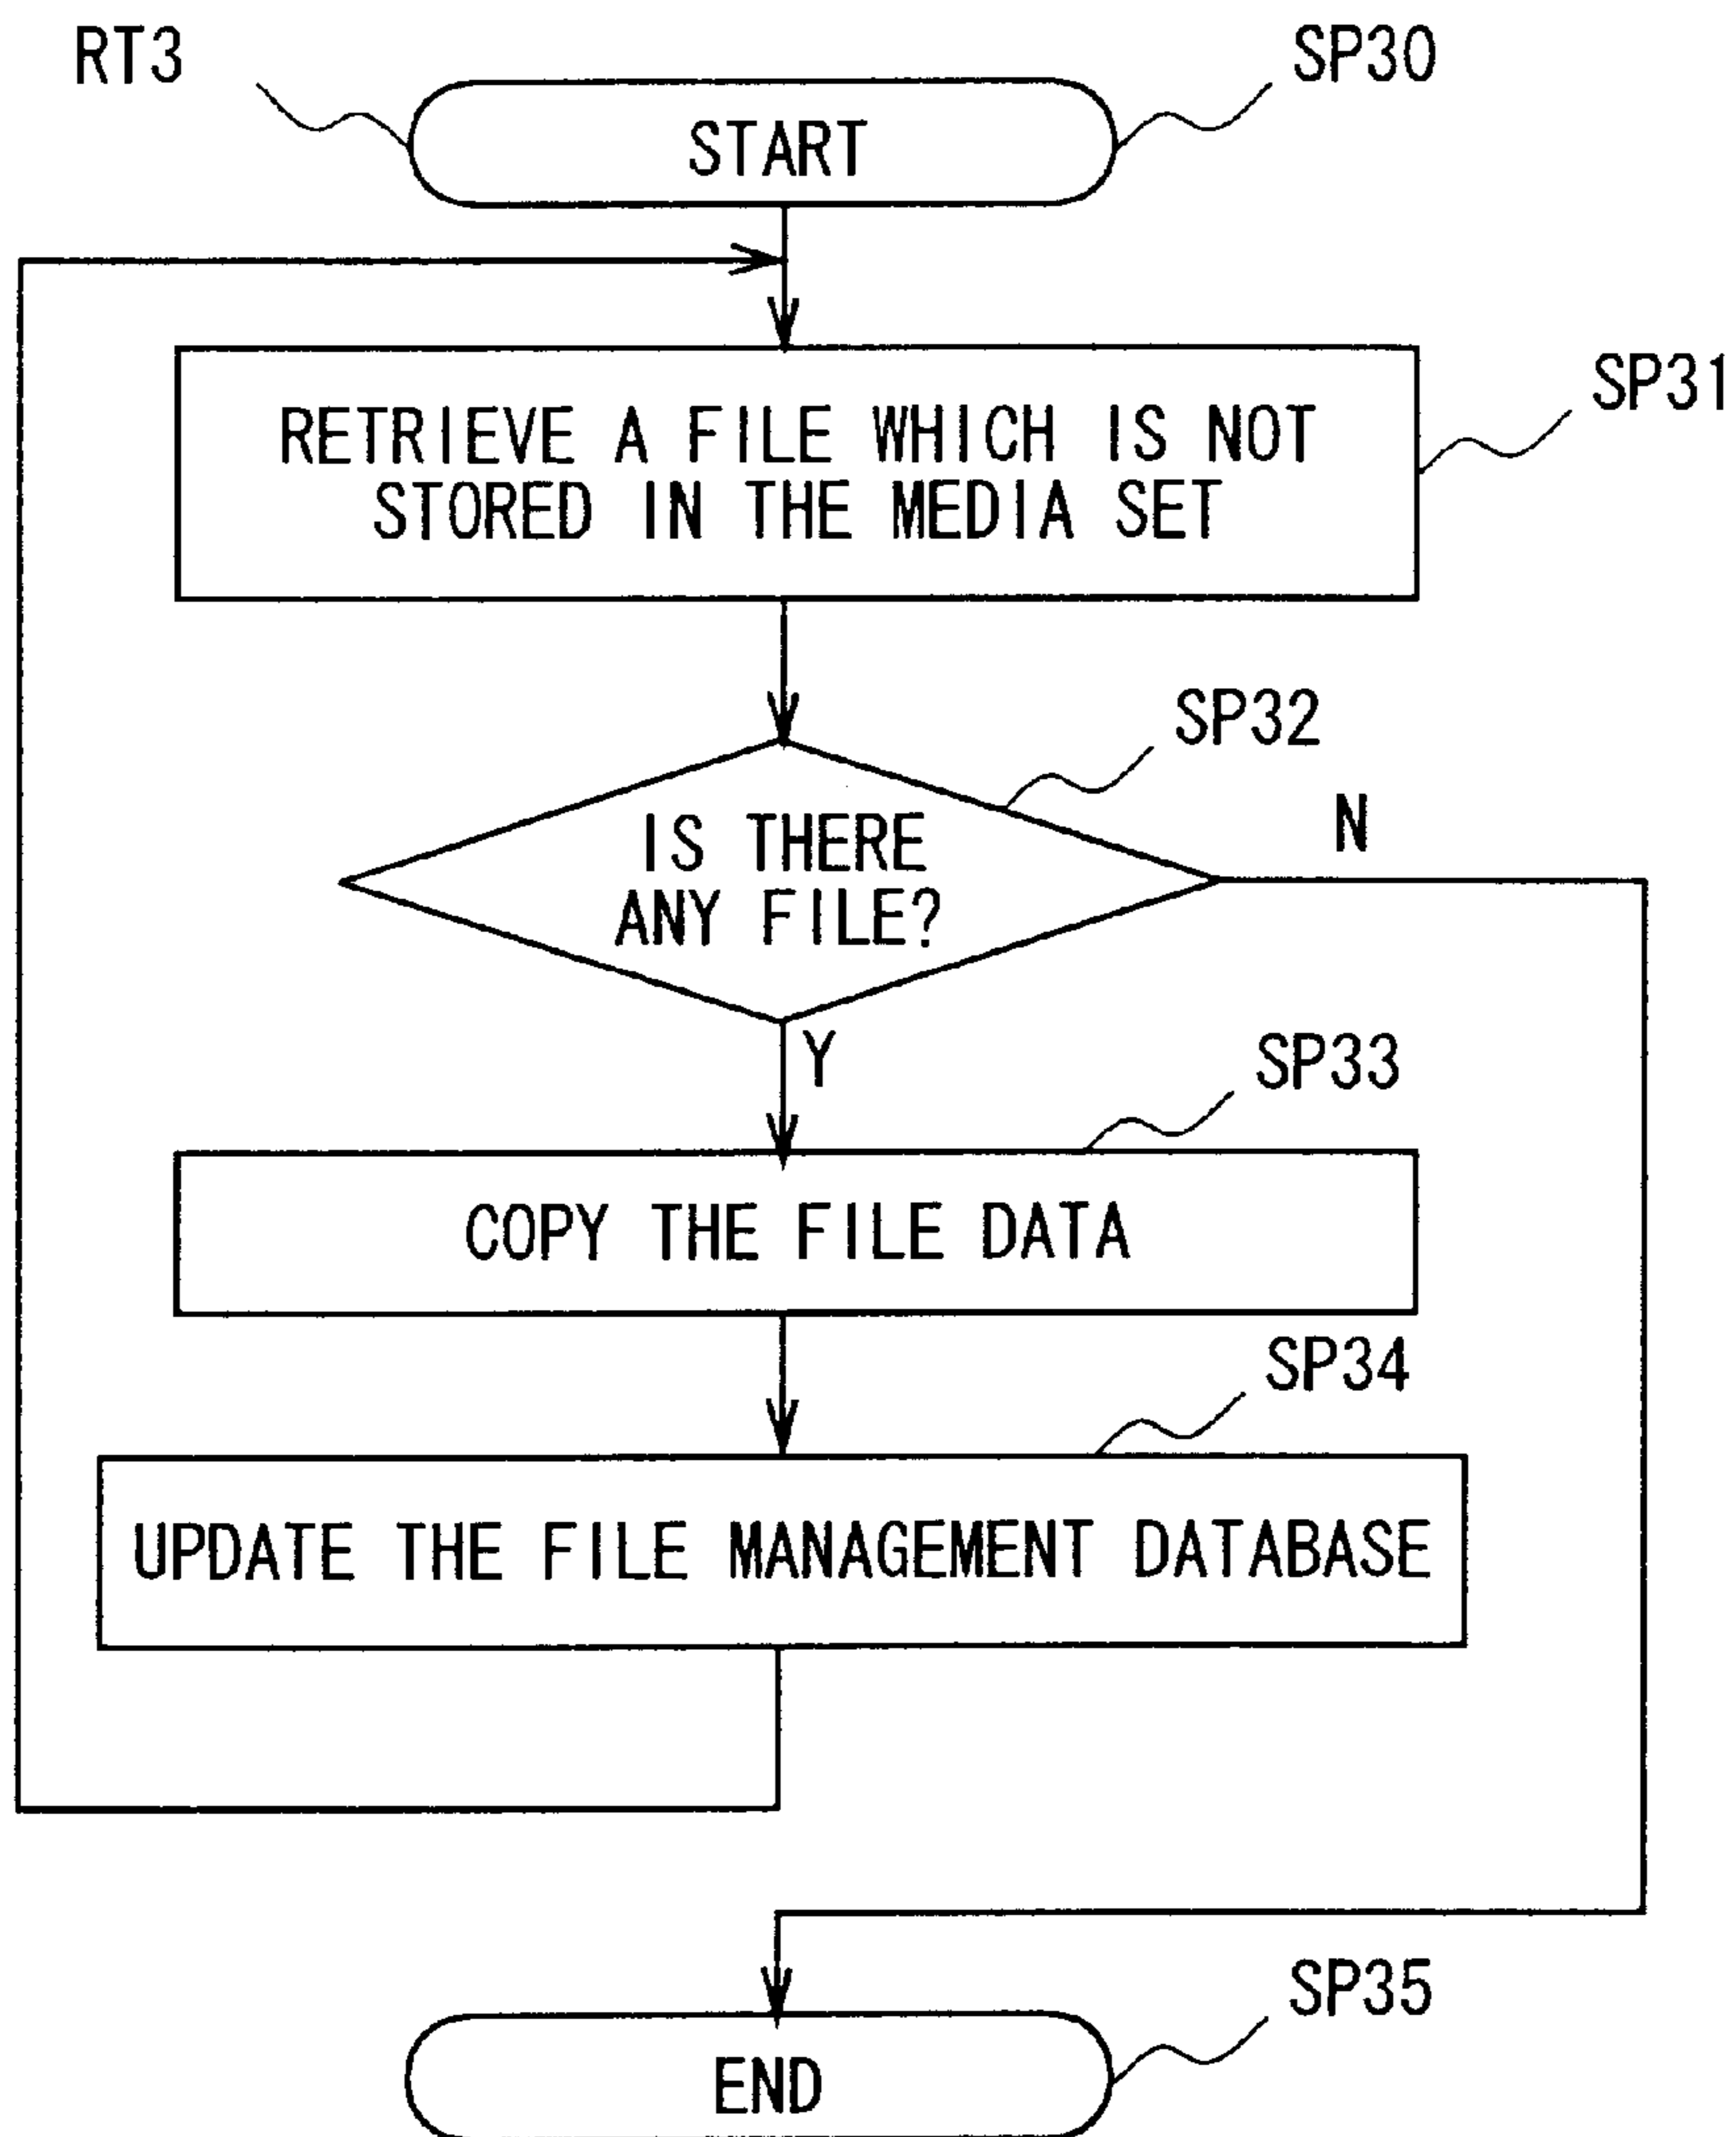 RT3
SP30
START
SP31
RETRIEVE A FILE WHICH IS NOT
STORED IN THE MEDIA SET
SP32
IS THERE
ANY FILE?
N
Y
SP33
COPY THE FILE DATA
SP34
UPDATE THE FILE MANAGEMENT DATABASE
SP35
END